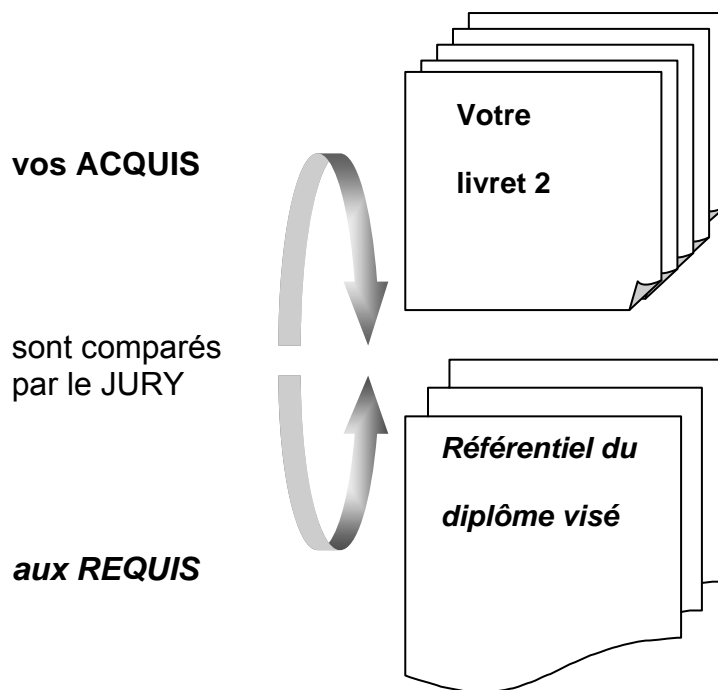 Votre
livret 2
vos ACQUIS
sont comparés
par le JURY
Référentiel du
diplôme visé
aux REQUIS